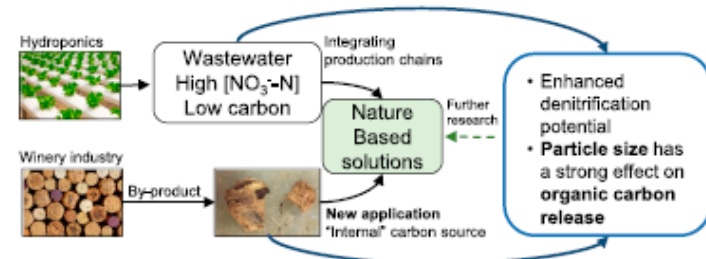 Hydroponics
Wastewater
High [NO₃⁻-N]
Low carbon
Integrating
production chains
Nature
Based
solutions
Further
research
• Enhanced
denitrification
potential
• Particle size has
a strong effect on
organic carbon
release
Winery industry
By-product
New application
"Internal" carbon source